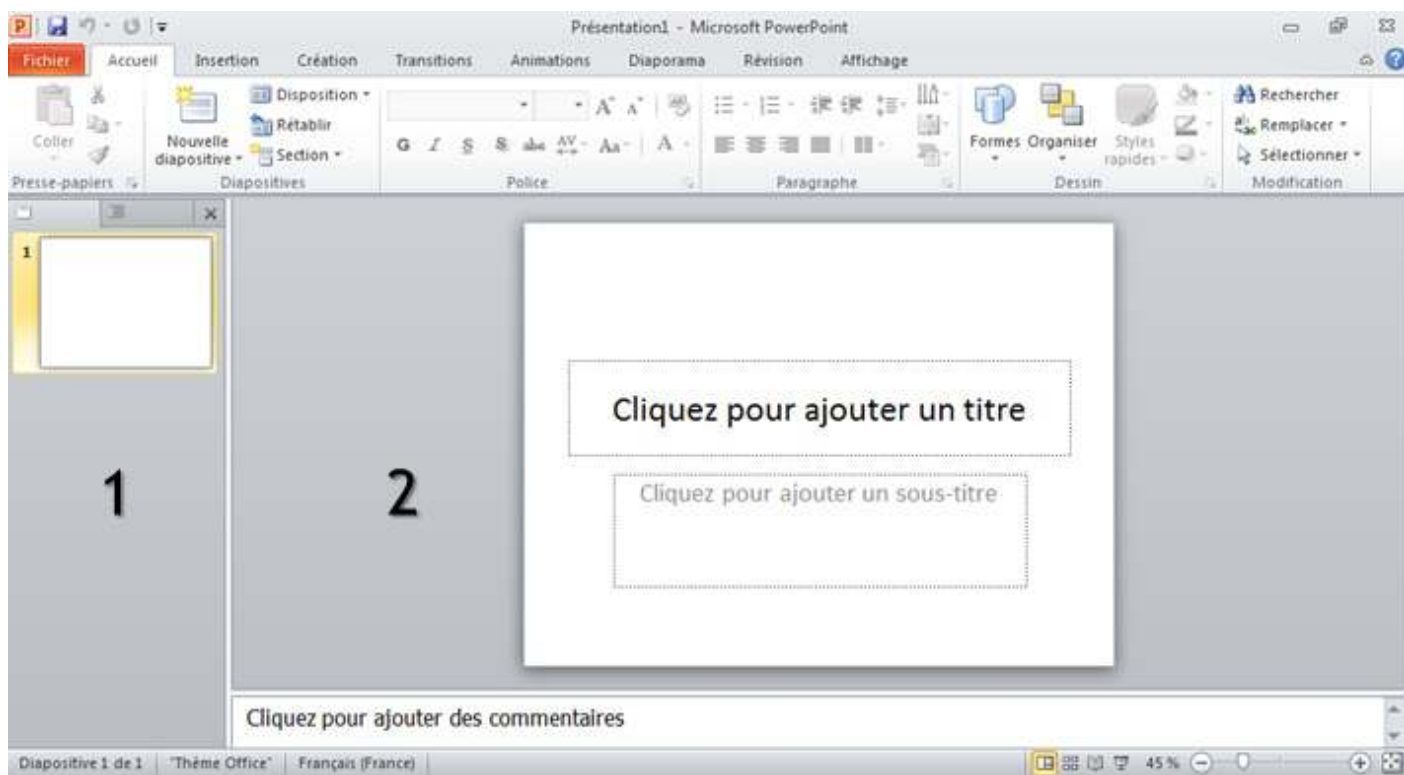 Présentation1 - Microsoft PowerPoint
Fichier Accueil Insertion Création Transitions Animations Diaporama Révision Affichage
Coller
Nouvelle diapositive
Disposition
Rétablir
Section
G I S S abc AV Aa A
Formes Organiser Styles rapides
Rechercher
Remplacer
Sélectionner
Presse-papiers Diapositives Police Paragraphe Dessin Modification
1
Cliquez pour ajouter un titre
Cliquez pour ajouter un sous-titre
1 2
Cliquez pour ajouter des commentaires
Diapositive 1 de 1 "Thème Office" Français (France) 45 %